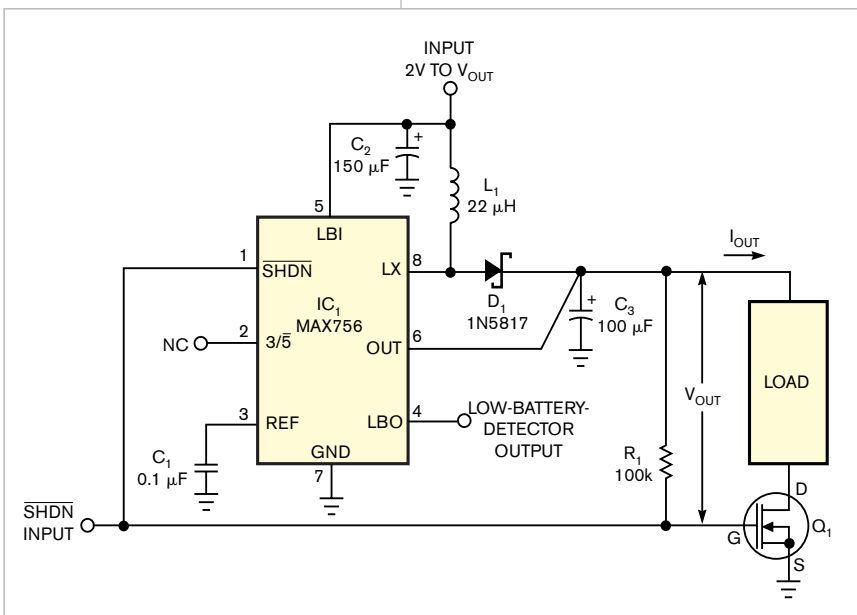 INPUT
2V TO V_OUT
C₂
150 μF
+
L₁
22 μH
5
LBI
1
S̅H̅D̅N̅
LX
8
I_OUT
IC₁
MAX756
D₁
1N5817
+
C₃
100 μF
NC
2
3/5̅
OUT
6
LOAD
V_OUT
3
REF
LBO
4
LOW-BATTERY-
DETECTOR
OUTPUT
C₁
0.1 μF
GND
7
R₁
100k
S̅H̅D̅N̅
INPUT
D
G
Q₁
S